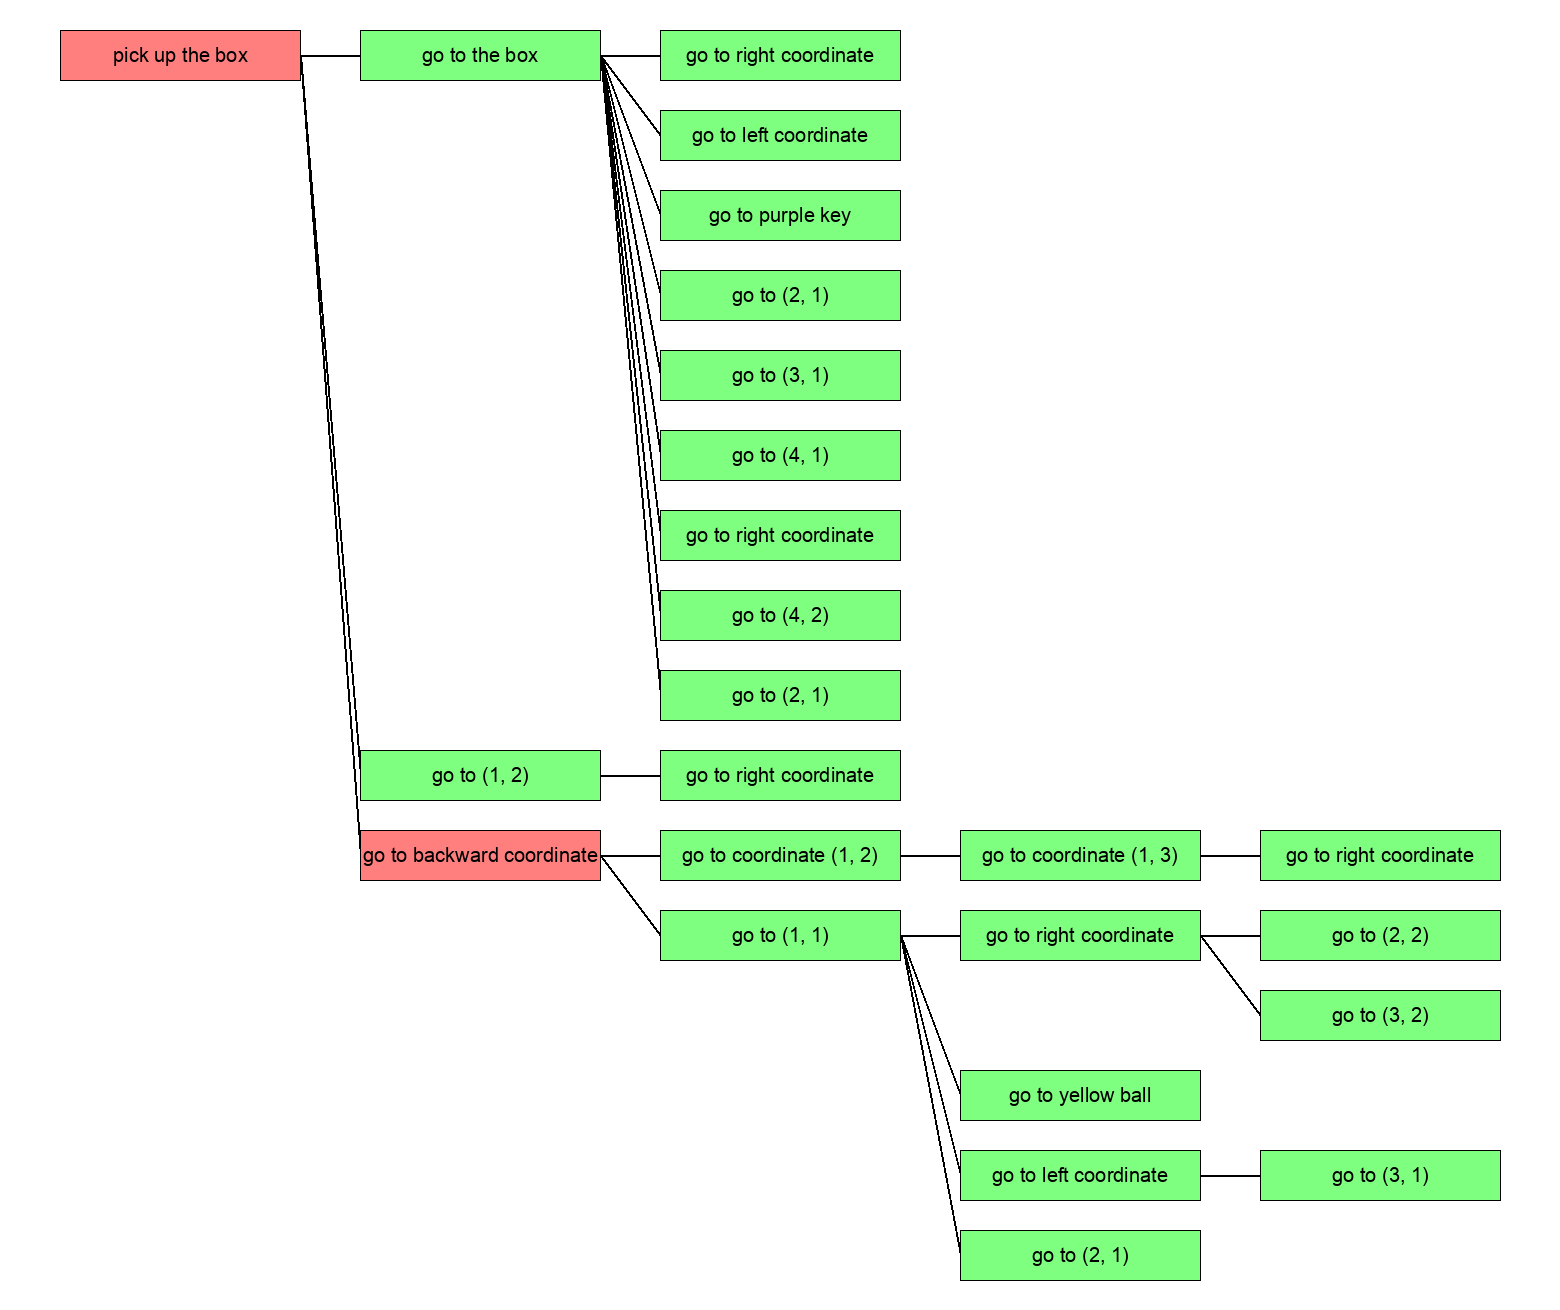 pick up the box
go to the box
go to right coordinate
go to left coordinate
go to purple key
go to (2, 1)
go to (3, 1)
go to (4, 1)
go to right coordinate
go to (4, 2)
go to (2, 1)
go to (1, 2)
go to right coordinate
go to backward coordinate
go to coordinate (1, 2)
go to coordinate (1, 3)
go to right coordinate
go to (1, 1)
go to right coordinate
go to (2, 2)
go to (3, 2)
go to yellow ball
go to left coordinate
go to (3, 1)
go to (2, 1)